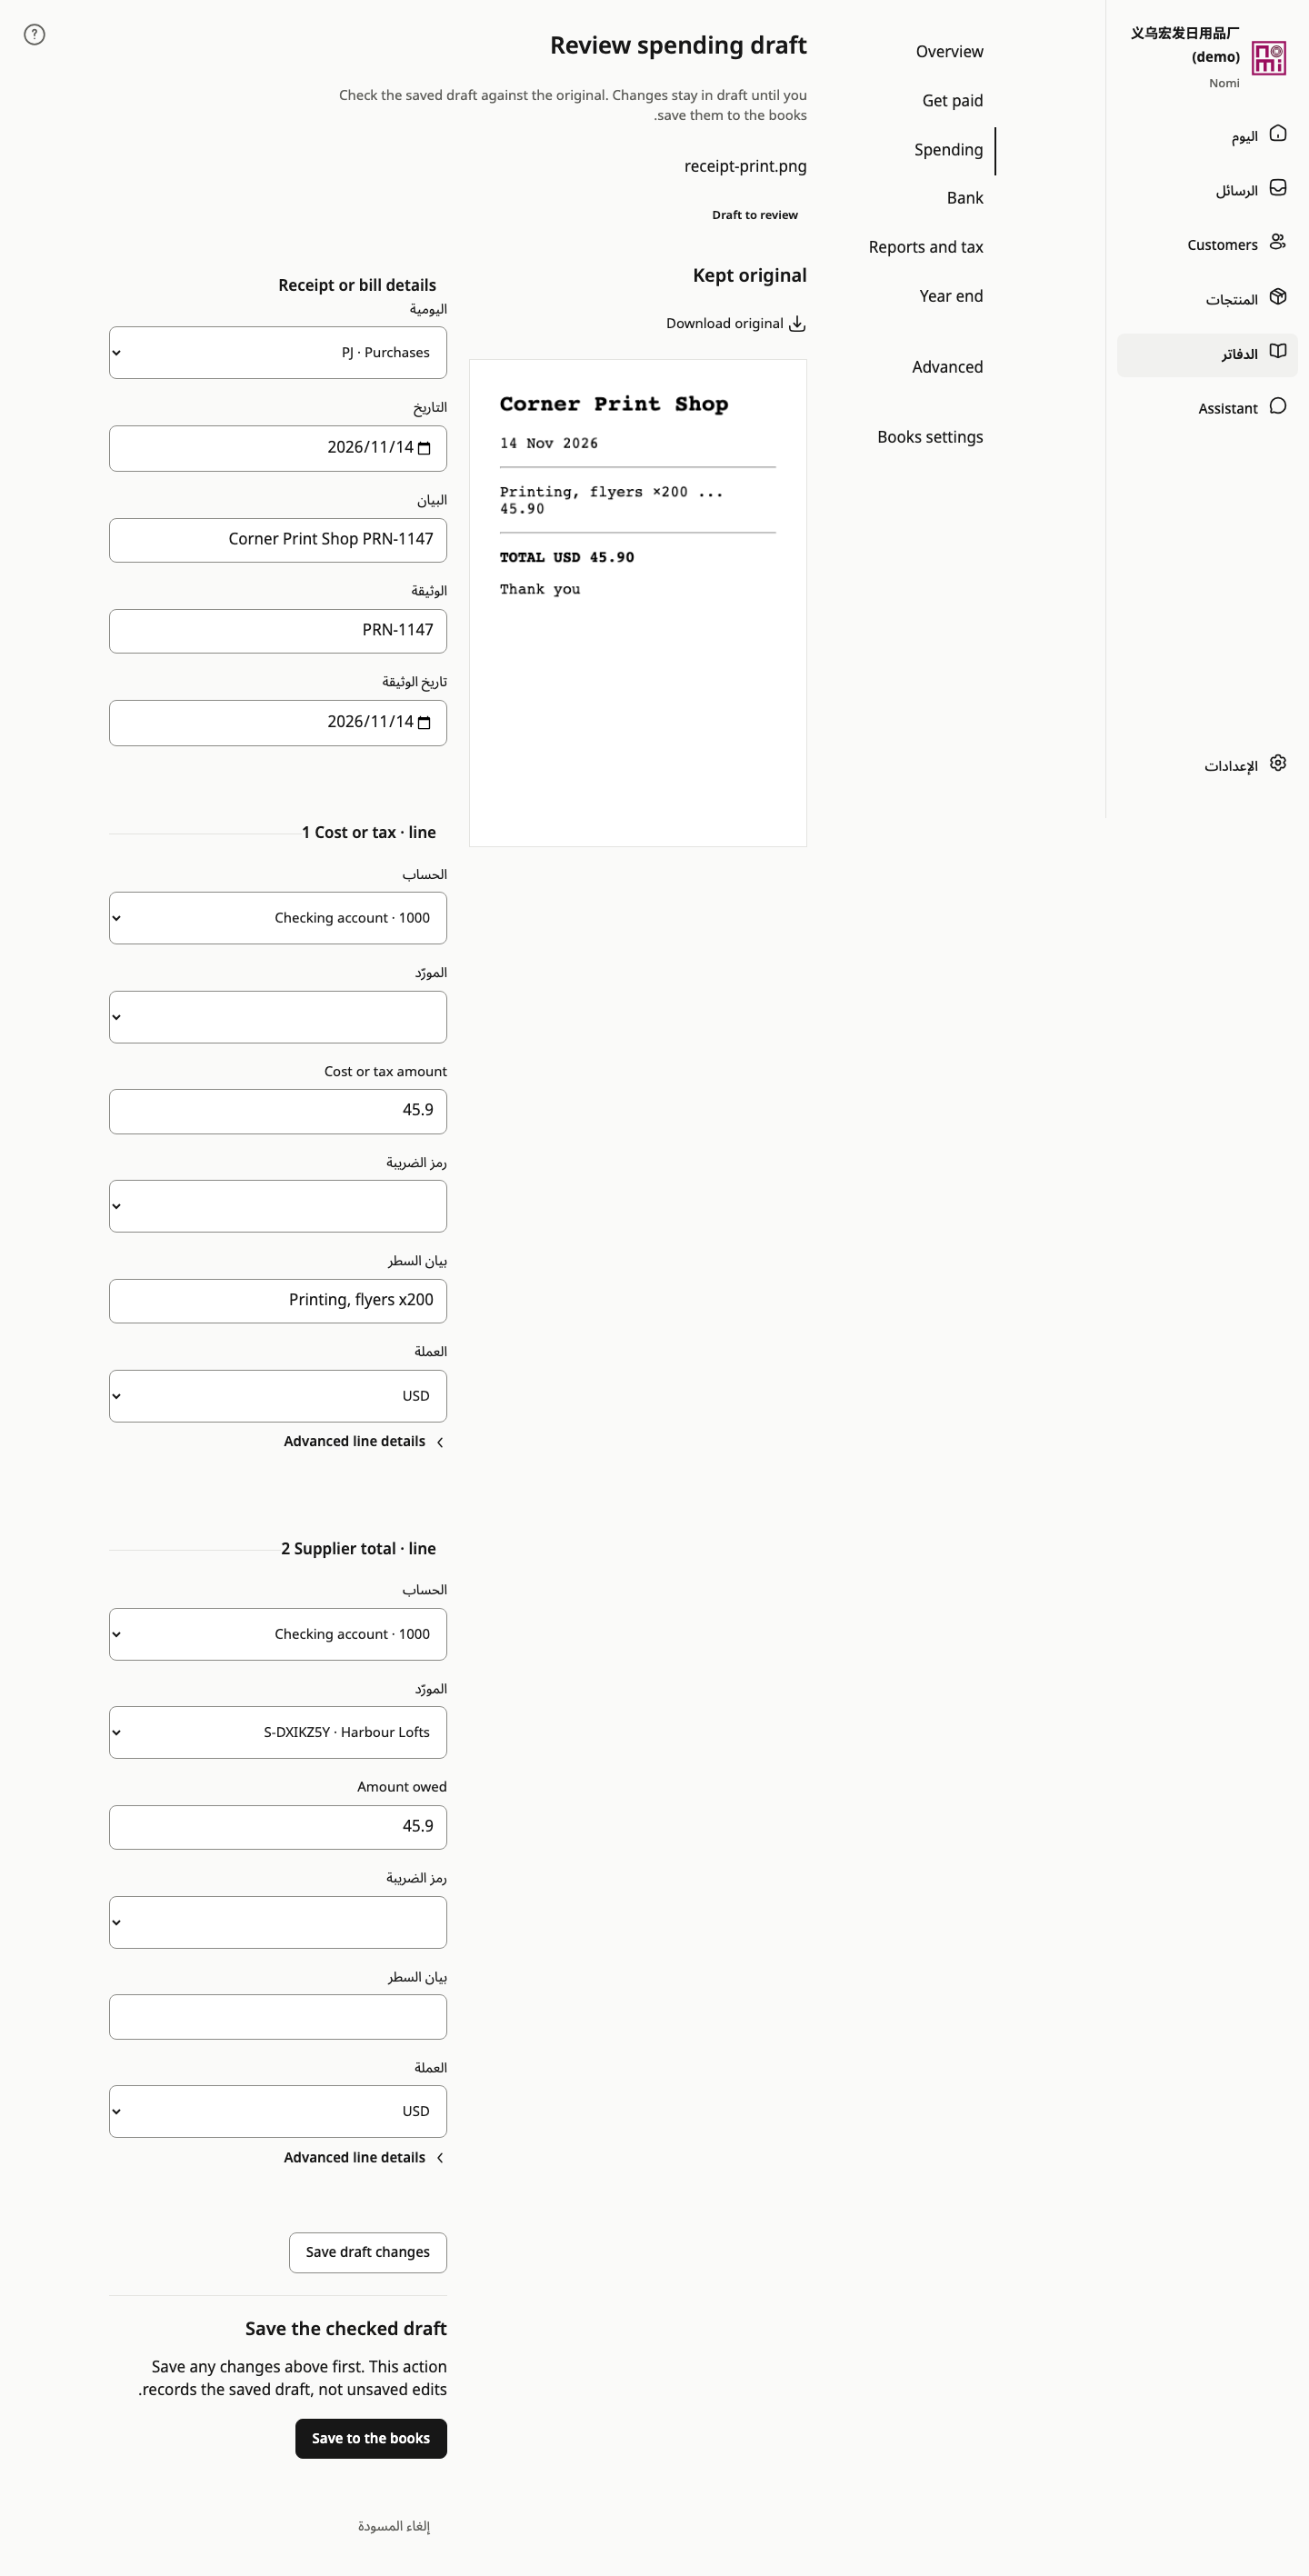 义乌宏发日用品厂
(demo)
Nomi
اليوم
الرسائل
Customers
المنتجات
الدفاتر
Assistant
الإعدادات
Overview
Get paid
Spending
Bank
Reports and tax
Year end
Advanced
Books settings
Review spending draft
Check the saved draft against the original. Changes stay in draft until you
save them to the books.
receipt-print.png
Draft to review
Kept original
Download original
Corner Print Shop
14 Nov 2026
Printing, flyers ×200 ...
45.90
TOTAL USD 45.90
Thank you
Receipt or bill details
اليومية
PJ · Purchases
التاريخ
2026/11/14
البيان
Corner Print Shop PRN-1147
الوثيقة
PRN-1147
تاريخ الوثيقة
2026/11/14
1 Cost or tax · line
الحساب
Checking account · 1000
المورّد
Cost or tax amount
45.9
رمز الضريبة
بيان السطر
Printing, flyers x200
العملة
USD
Advanced line details
2 Supplier total · line
الحساب
Checking account · 1000
المورّد
S-DXIKZ5Y · Harbour Lofts
Amount owed
45.9
رمز الضريبة
بيان السطر
العملة
USD
Advanced line details
Save draft changes
Save the checked draft
Save any changes above first. This action
records the saved draft, not unsaved edits.
Save to the books
إلغاء المسودة